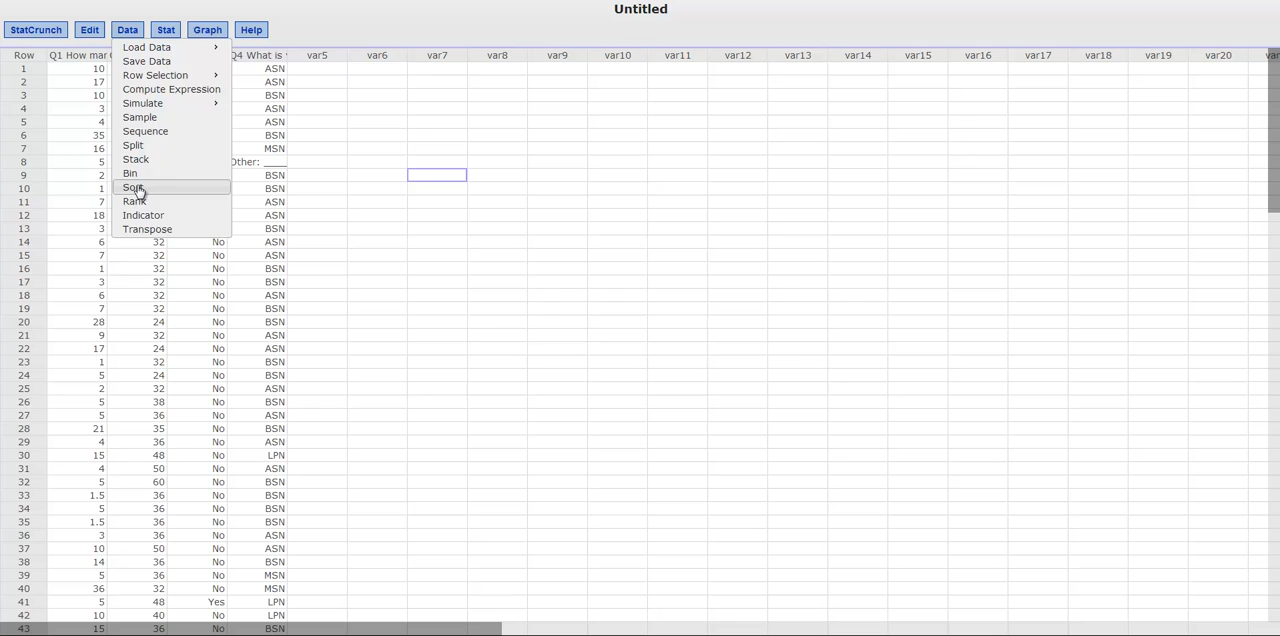 Untitled
StatCrunch Edit Data Stat Graph Help
Load Data ›
Save Data
Row Selection ›
Compute Expression
Simulate ›
Sample
Sequence
Split
Stack
Bin
Sort
Rank
Indicator
Transpose
Row Q1 How mar Q4 What is var5 var6 var7 var8 var9 var10 var11 var12 var13 var14 var15 var16 var17 var18 var19 var20 var
1 10 ASN
2 17 ASN
3 10 BSN
4 3 ASN
5 4 ASN
6 35 BSN
7 16 MSN
8 5 Other: ____
9 2 BSN
10 1 BSN
11 7 ASN
12 18 ASN
13 3 BSN
14 6 32 No ASN
15 7 32 No ASN
16 1 32 No BSN
17 3 32 No BSN
18 6 32 No ASN
19 7 32 No BSN
20 28 24 No BSN
21 9 32 No ASN
22 17 24 No ASN
23 1 32 No BSN
24 5 24 No BSN
25 2 32 No ASN
26 5 38 No BSN
27 5 36 No ASN
28 21 35 No BSN
29 4 36 No ASN
30 15 48 No LPN
31 4 50 No ASN
32 5 60 No BSN
33 1.5 36 No BSN
34 5 36 No BSN
35 1.5 36 No BSN
36 3 36 No ASN
37 10 50 No ASN
38 14 36 No BSN
39 5 36 No MSN
40 36 32 No MSN
41 5 48 Yes LPN
42 10 40 No LPN
43 15 36 No BSN